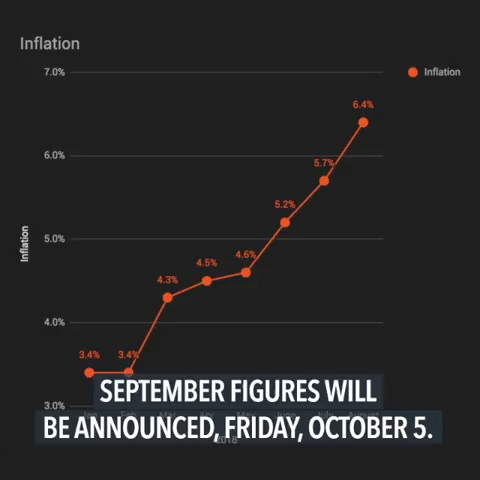 Inflation
7.0%
Inflation
6.4%
6.0%
5.7%
5.2%
5.0%
4.6%
4.5%
4.3%
4.0%
3.4%
3.4%
3.0%
Inflation
SEPTEMBER FIGURES WILL
BE ANNOUNCED, FRIDAY, OCTOBER 5.